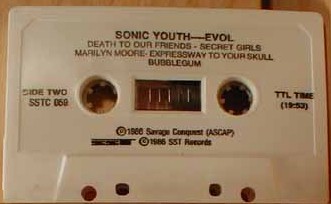 SONIC YOUTH—EVOL
DEATH TO OUR FRIENDS - SECRET GIRLS
MARILYN MOORE - EXPRESSWAY TO YOUR SKULL
BUBBLEGUM
SIDE TWO
SSTC 059
TTL TIME
(19:53)
Ⓟ1986 Savage Conquest (ASCAP)
©1986 SST Records